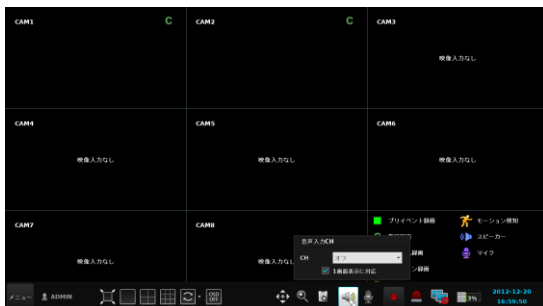 CAM1
C
CAM2
C
CAM3
映像入力なし
CAM4
映像入力なし
CAM5
映像入力なし
CAM6
映像入力なし
CAM7
映像入力なし
CAM8
映像入力なし
プリイベント録画
モーション検知
スピーカー
マイク
音声入力CH
CH
オフ
1画面表示に対応
メニュー
ADMIN
OSD
OFF
3%
2012-12-20
16:59:50